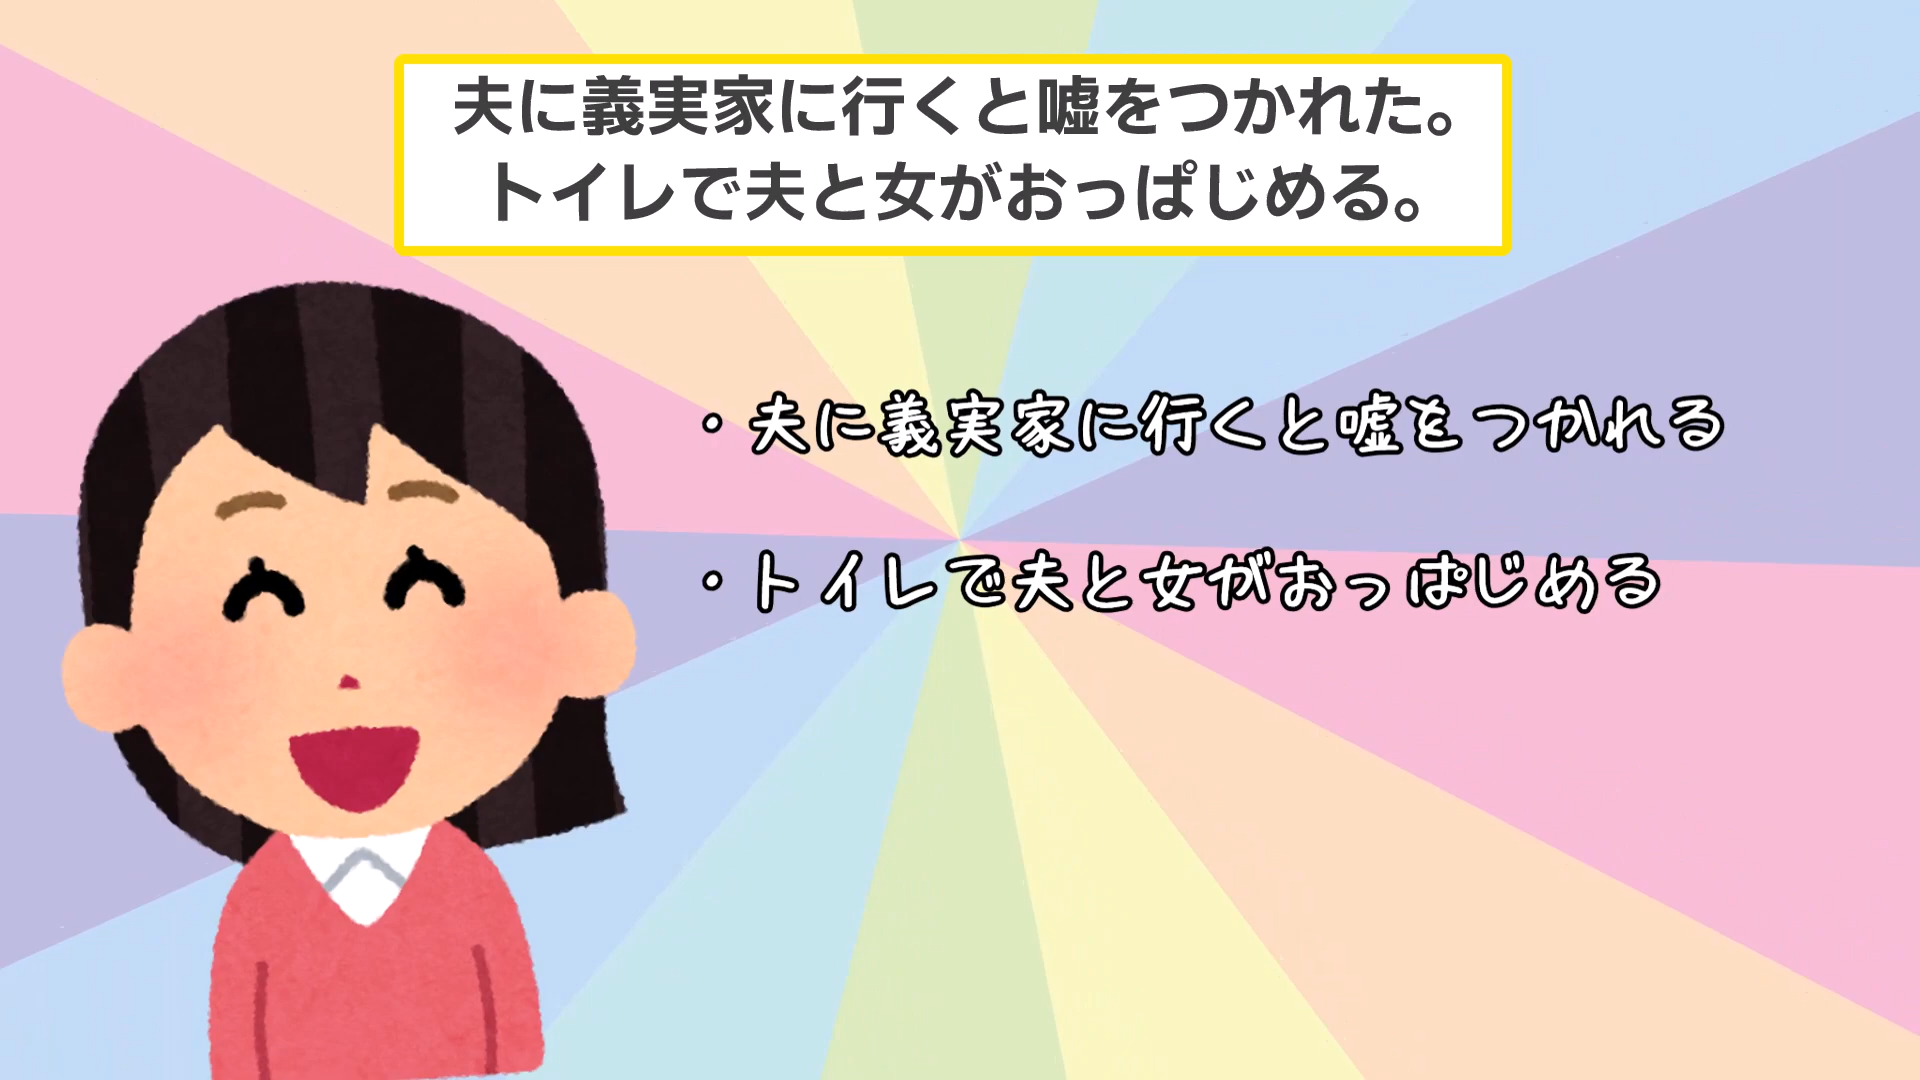 夫に義実家に行くと嘘をつかれた。
トイレで夫と女がおっぱじめる。
・夫に義実家に行くと嘘をつかれる
・トイレで夫と女がおっぱじめる